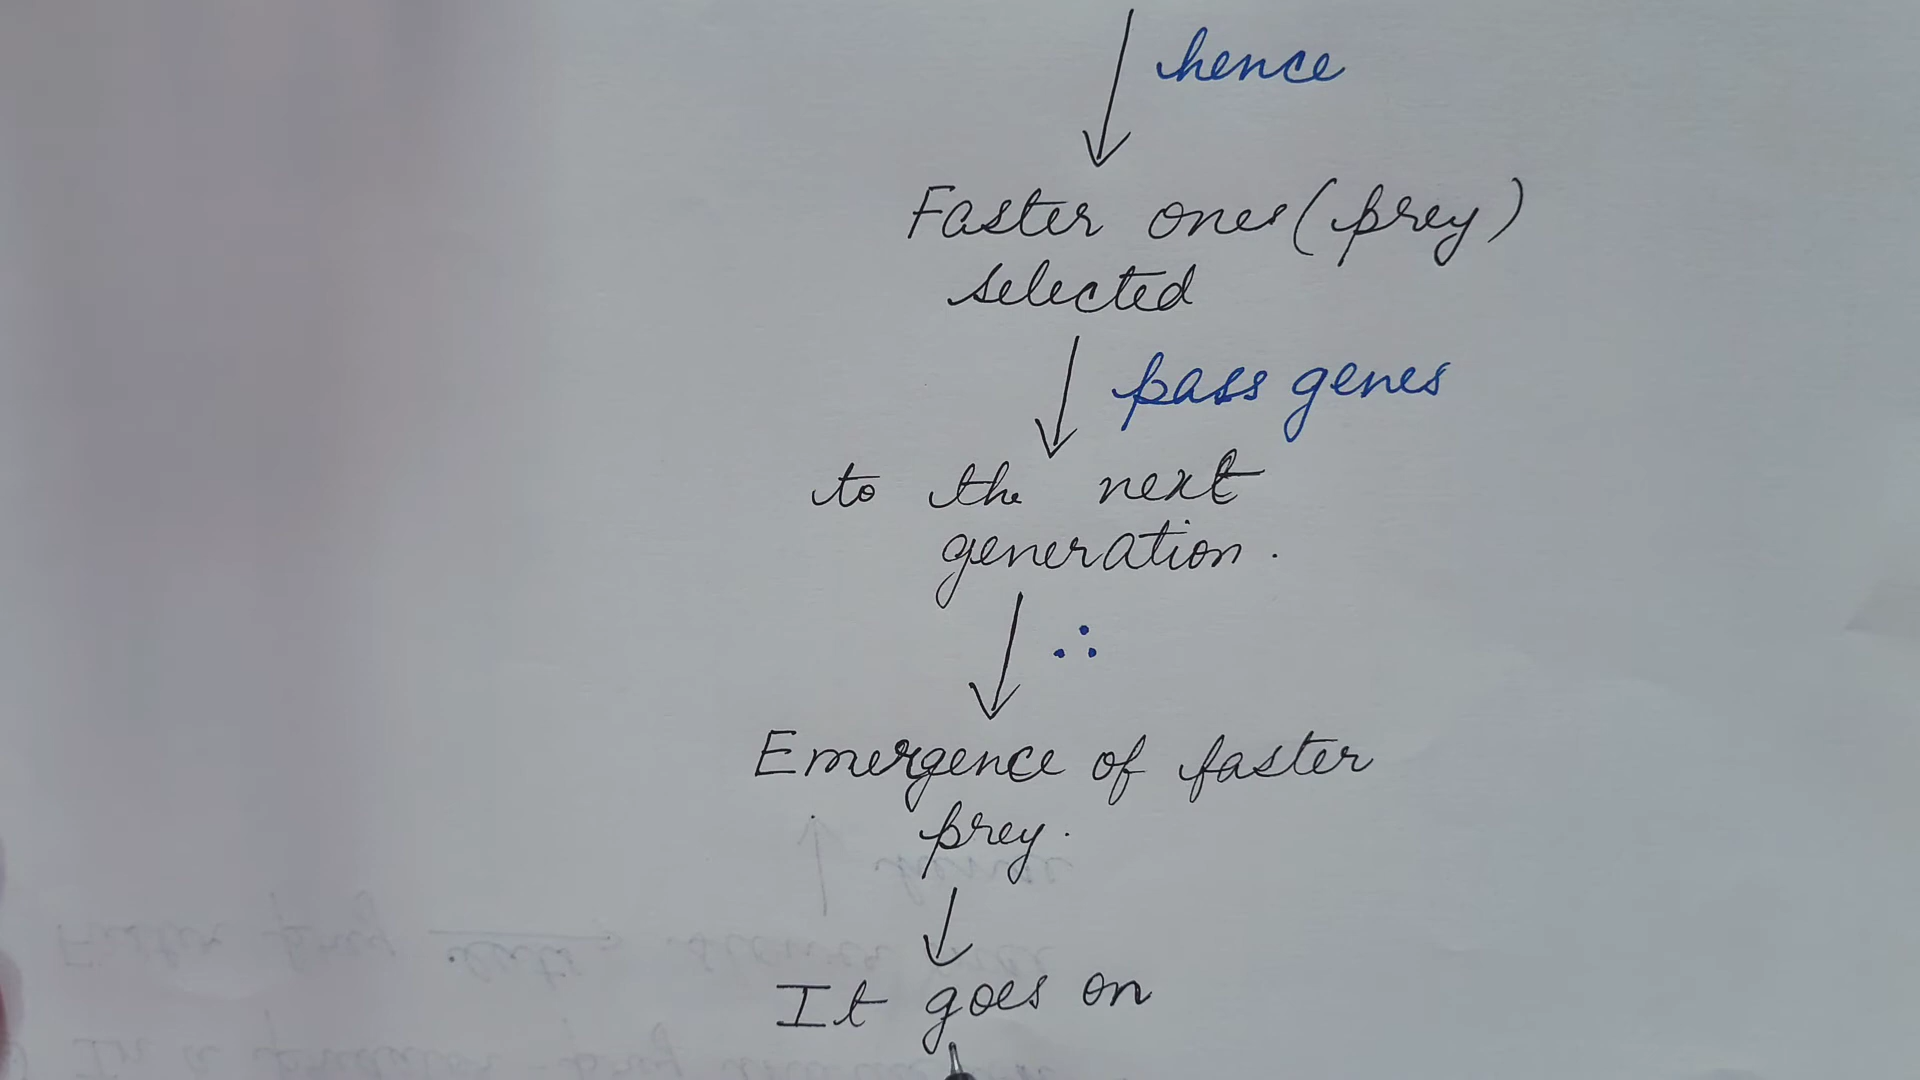 hence
Faster ones (prey)
selected
pass genes
to the next
generation.
∴
Emergence of faster
prey.
It goes on